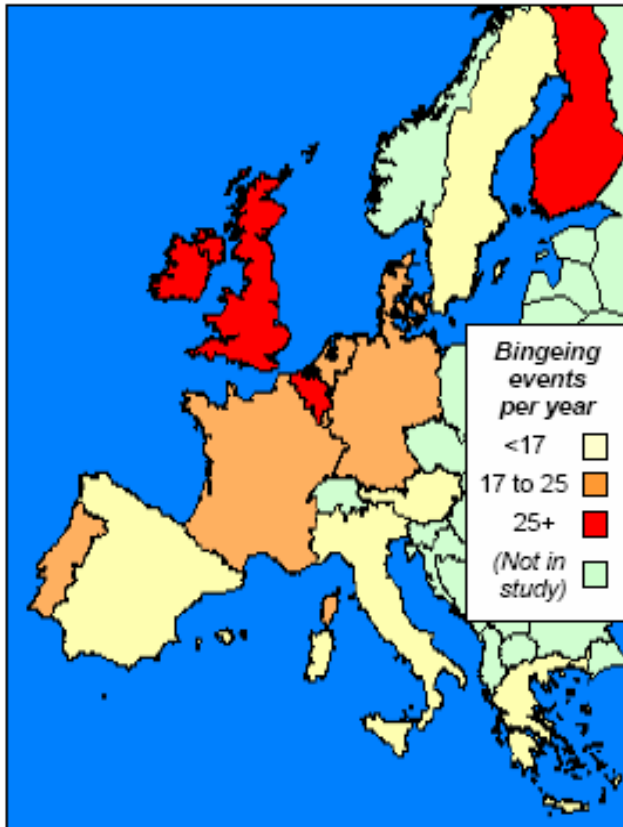 Bingeing
events
per year
<17
17 to 25
25+
(Not in
study)